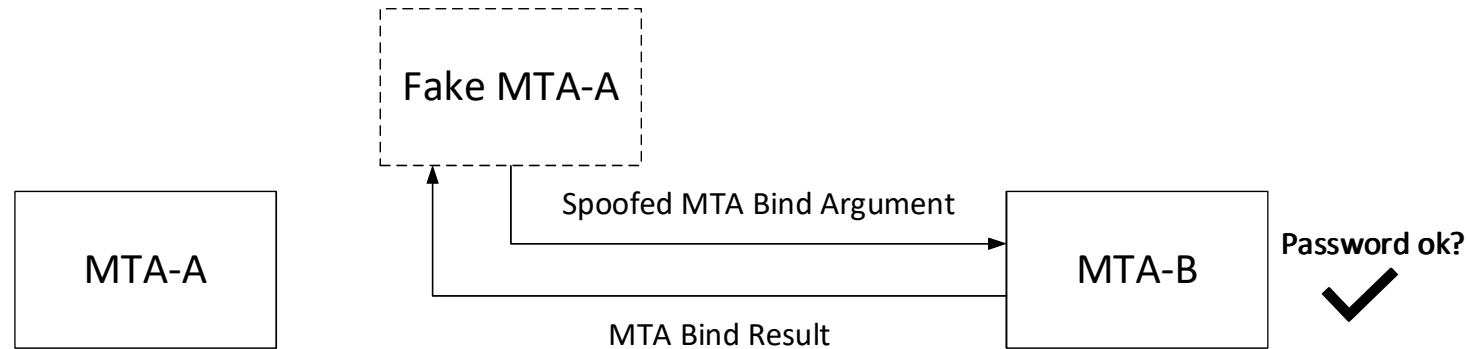 Fake MTA-A
Spoofed MTA Bind Argument
MTA-A
MTA-B
Password ok?
MTA Bind Result